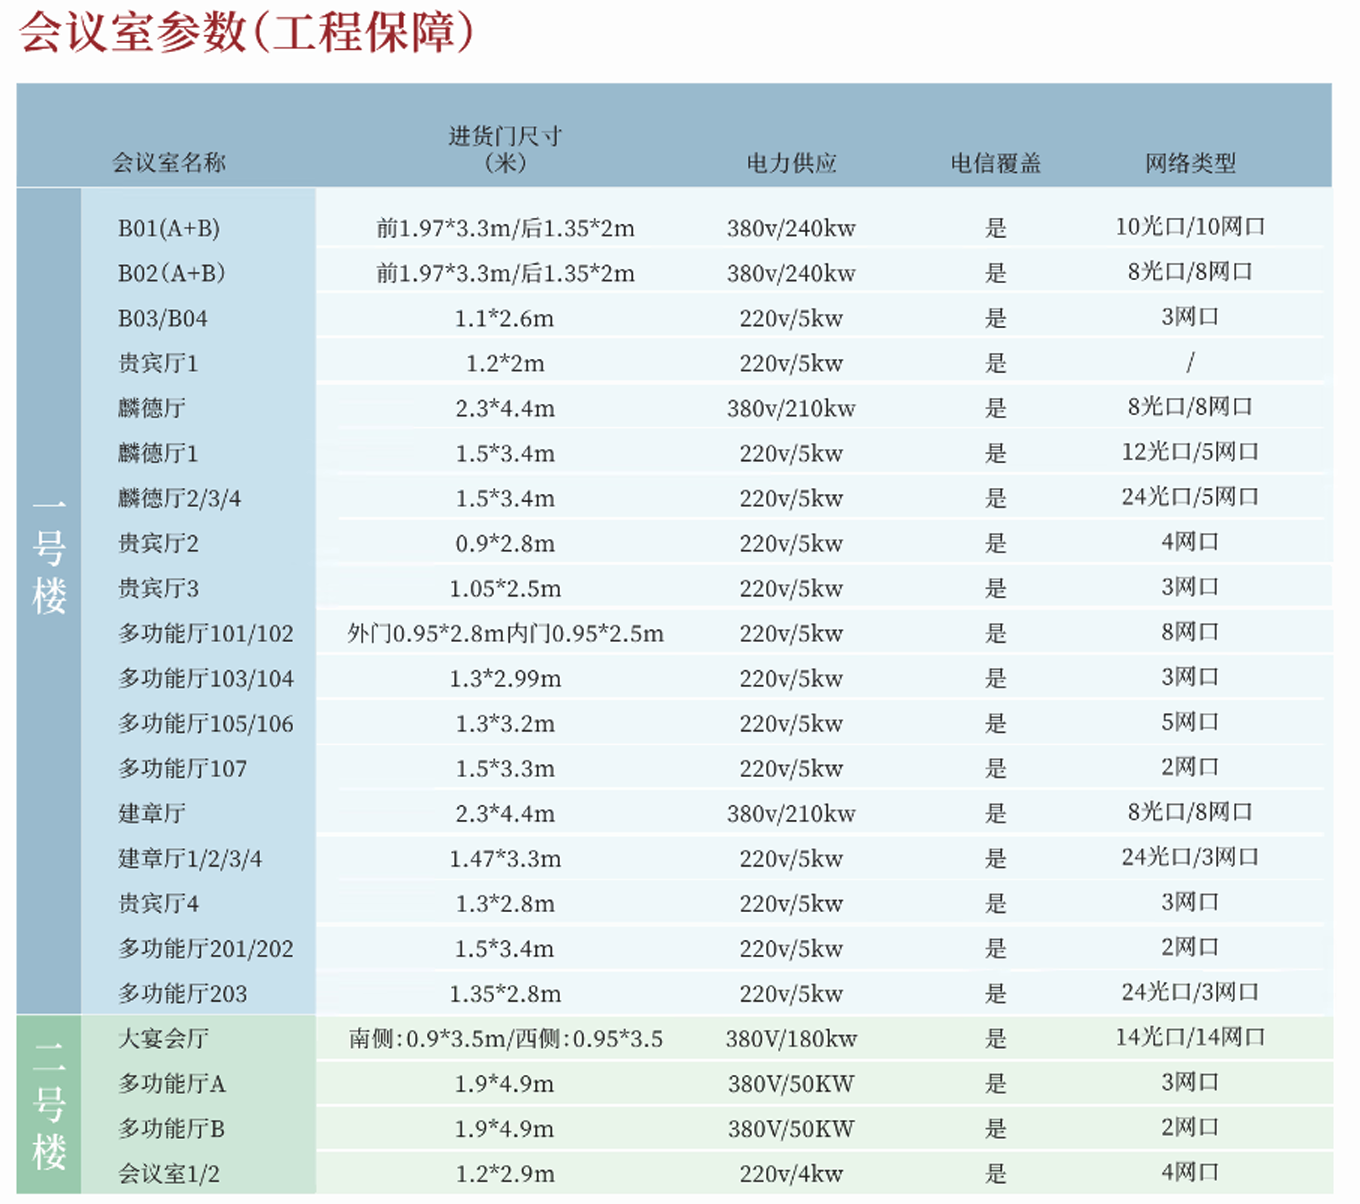 会议室参数(工程保障)
会议室名称 进货门尺寸(米) 电力供应 电信覆盖 网络类型
一号楼
B01(A+B) 前1.97*3.3m/后1.35*2m 380v/240kw 是 10光口/10网口
B02(A+B) 前1.97*3.3m/后1.35*2m 380v/240kw 是 8光口/8网口
B03/B04 1.1*2.6m 220v/5kw 是 3网口
贵宾厅1 1.2*2m 220v/5kw 是 /
麟德厅 2.3*4.4m 380v/210kw 是 8光口/8网口
麟德厅1 1.5*3.4m 220v/5kw 是 12光口/5网口
麟德厅2/3/4 1.5*3.4m 220v/5kw 是 24光口/5网口
贵宾厅2 0.9*2.8m 220v/5kw 是 4网口
贵宾厅3 1.05*2.5m 220v/5kw 是 3网口
多功能厅101/102 外门0.95*2.8m内门0.95*2.5m 220v/5kw 是 8网口
多功能厅103/104 1.3*2.99m 220v/5kw 是 3网口
多功能厅105/106 1.3*3.2m 220v/5kw 是 5网口
多功能厅107 1.5*3.3m 220v/5kw 是 2网口
建章厅 2.3*4.4m 380v/210kw 是 8光口/8网口
建章厅1/2/3/4 1.47*3.3m 220v/5kw 是 24光口/3网口
贵宾厅4 1.3*2.8m 220v/5kw 是 3网口
多功能厅201/202 1.5*3.4m 220v/5kw 是 2网口
多功能厅203 1.35*2.8m 220v/5kw 是 24光口/3网口
二号楼
大宴会厅 南侧:0.9*3.5m/西侧:0.95*3.5 380V/180kw 是 14光口/14网口
多功能厅A 1.9*4.9m 380V/50KW 是 3网口
多功能厅B 1.9*4.9m 380V/50KW 是 2网口
会议室1/2 1.2*2.9m 220v/4kw 是 4网口